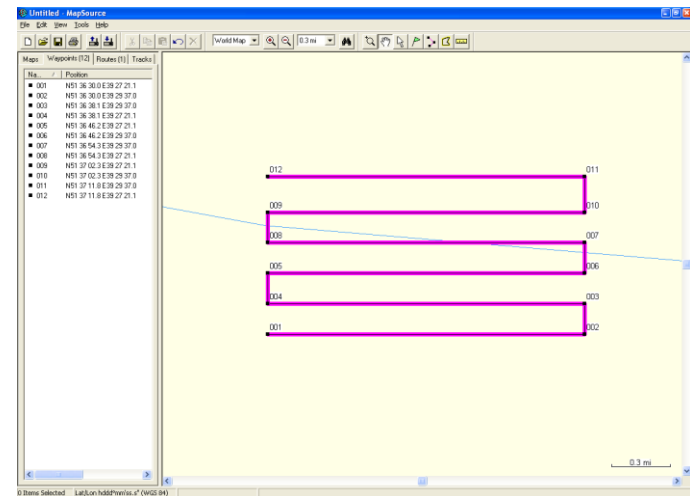 Untitled - MapSource
File Edit View Tools Help
World Map 0.3 mi
Maps Waypoints (12) Routes (1) Tracks
Na... / Position
001 N51 36 30.0 E39 27 21.1
002 N51 36 30.0 E39 29 37.0
003 N51 36 38.1 E39 29 37.0
004 N51 36 38.1 E39 27 21.1
005 N51 36 46.2 E39 27 21.1
006 N51 36 46.2 E39 29 37.0
007 N51 36 54.3 E39 29 37.0
008 N51 36 54.3 E39 27 21.1
009 N51 37 02.3 E39 27 21.1
010 N51 37 02.3 E39 29 37.0
011 N51 37 11.8 E39 29 37.0
012 N51 37 11.8 E39 27 21.1
012 011
009 010
008 007
005 006
004 003
001 002
0.3 mi
0 Items Selected Lat/Lon hddd°mm'ss.s" (WGS 84)